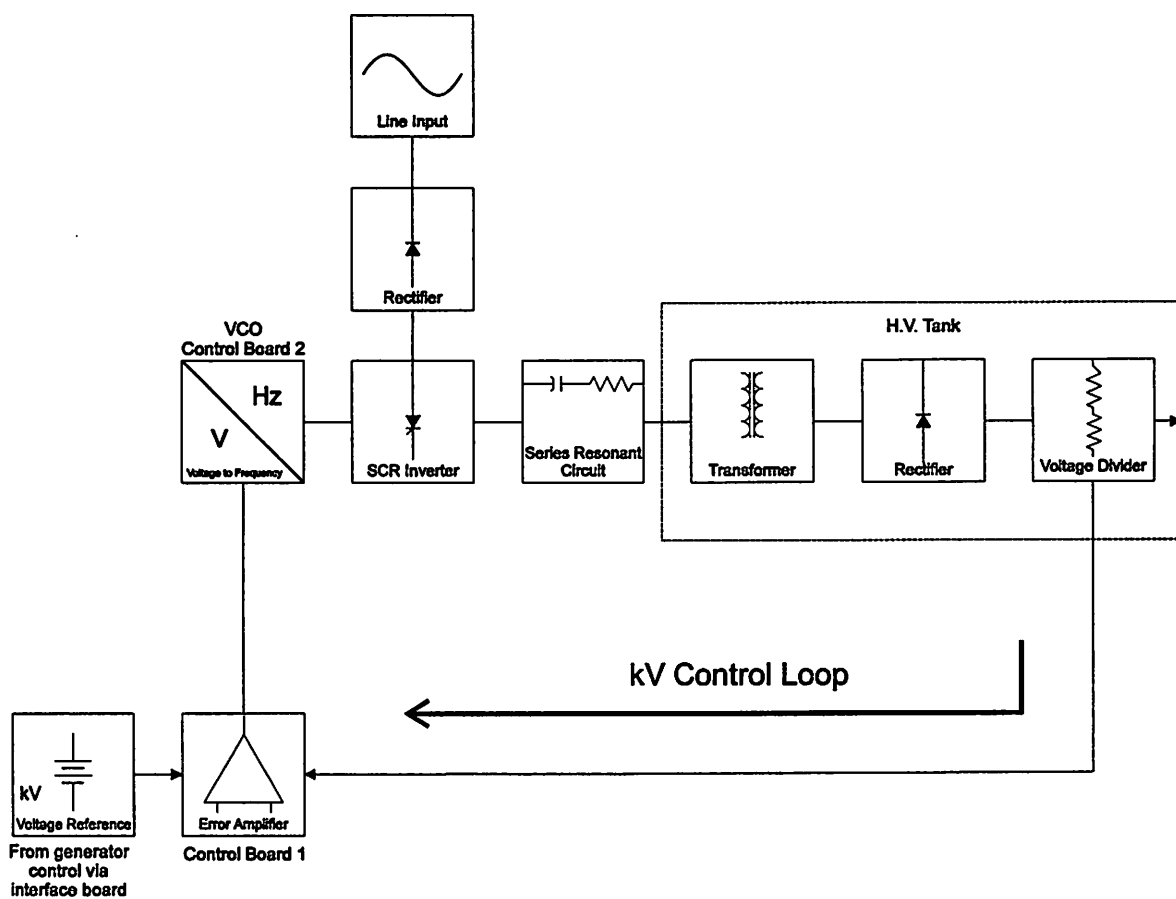 Line Input
Rectifier
VCO
Control Board 2
Hz
V
Voltage to Frequency
SCR Inverter
Series Resonant
Circuit
H.V. Tank
Transformer
Rectifier
Voltage Divider
kV Control Loop
kV
Voltage Reference
From generator
control via
interface board
Error Amplifier
Control Board 1